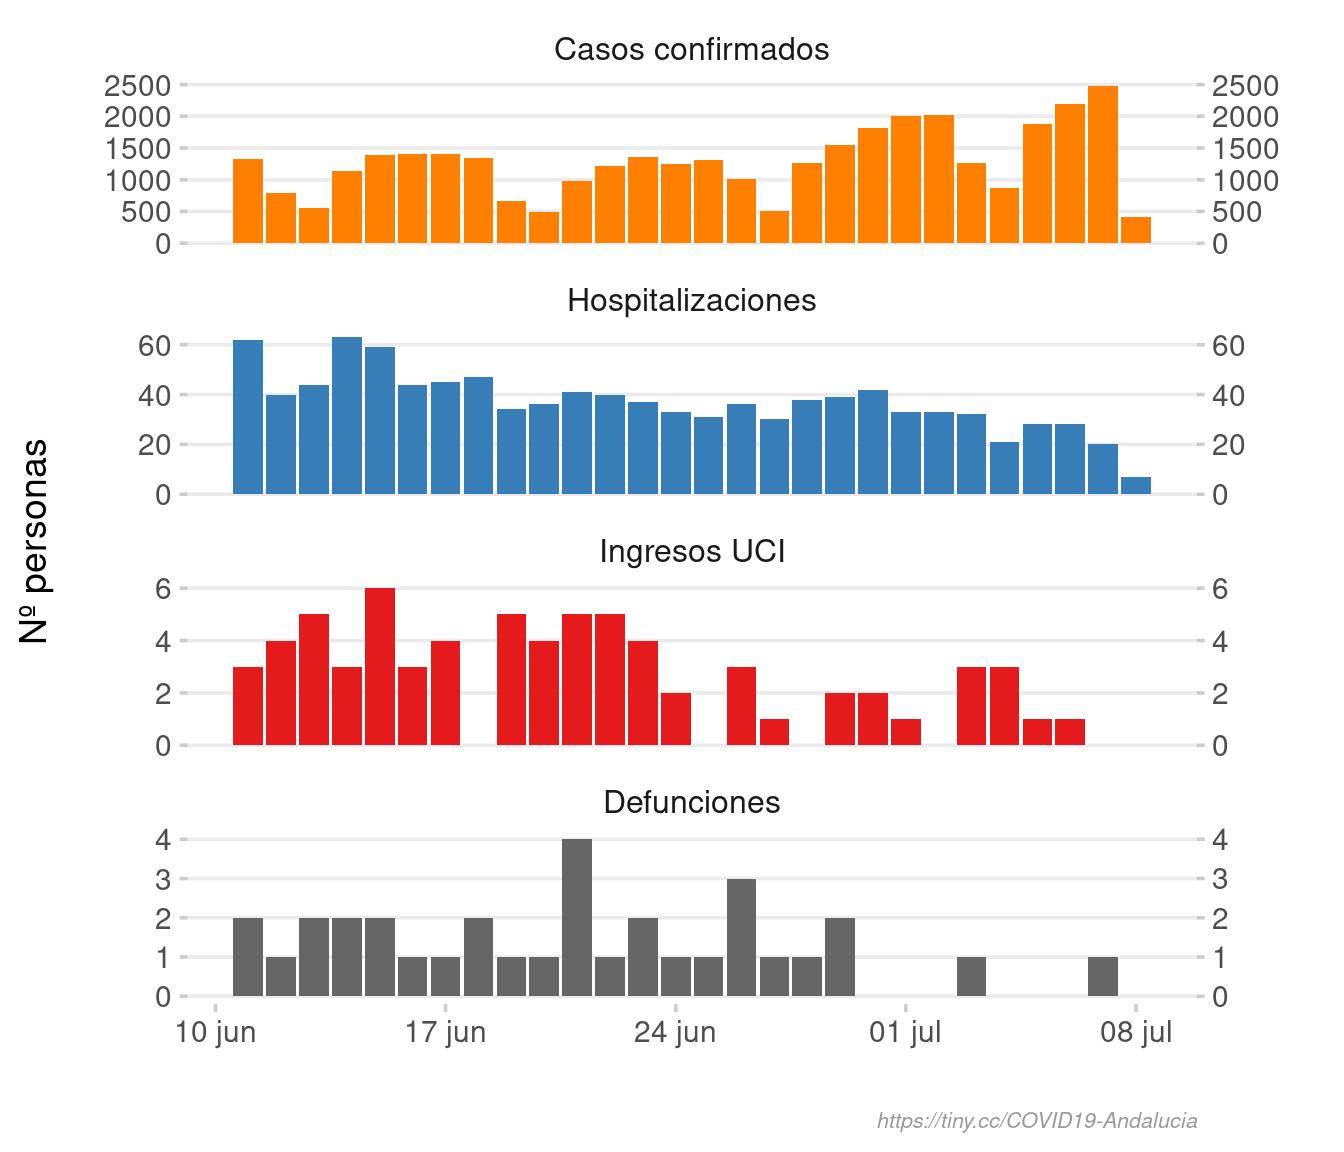 Casos confirmados
2500 2500
2000 2000
1500 1500
1000 1000
500 500
0 0
Hospitalizaciones
60 60
40 40
20 20
0 0
Nº personas
Ingresos UCI
6 6
4 4
2 2
0 0
Defunciones
4 4
3 3
2 2
1 1
0 0
10 jun 17 jun 24 jun 01 jul 08 jul
https://tiny.cc/COVID19-Andalucia